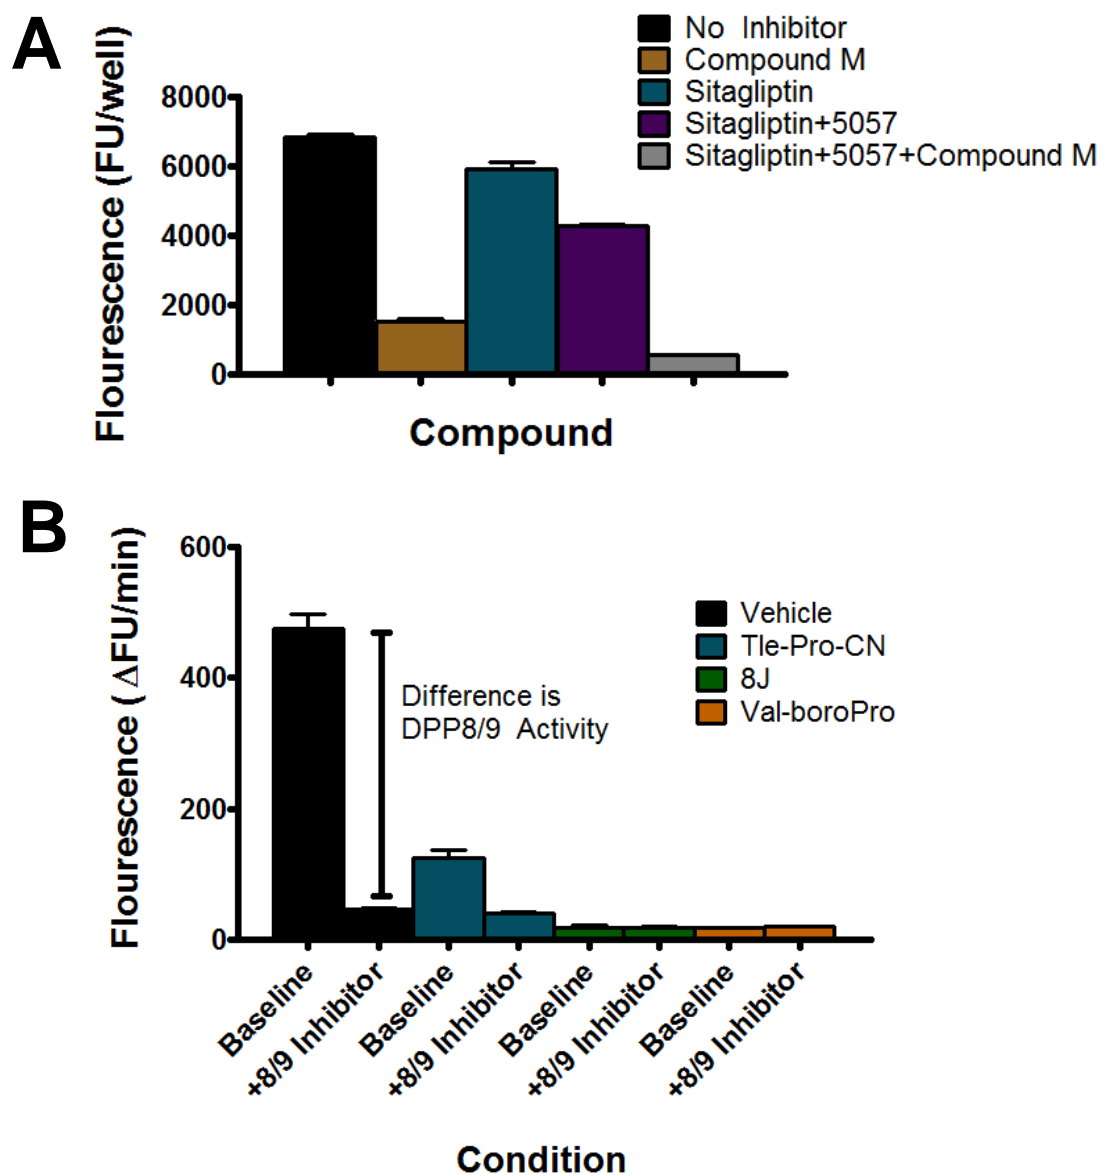 A
Flourescence (FU/well)
8000
6000
4000
2000
0
No Inhibitor
Compound M
Sitagliptin
Sitagliptin+5057
Sitagliptin+5057+Compound M
Compound
B
Flourescence (ΔFU/min)
600
400
200
0
Difference is
DPP8/9 Activity
Vehicle
Tle-Pro-CN
8J
Val-boroPro
Baseline
+8/9 Inhibitor
Baseline
+8/9 Inhibitor
Baseline
+8/9 Inhibitor
Baseline
+8/9 Inhibitor
Condition